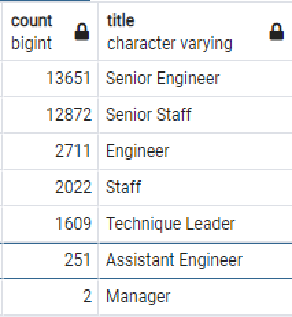 count title
bigint character varying
13651 Senior Engineer
12872 Senior Staff
2711 Engineer
2022 Staff
1609 Technique Leader
251 Assistant Engineer
2 Manager